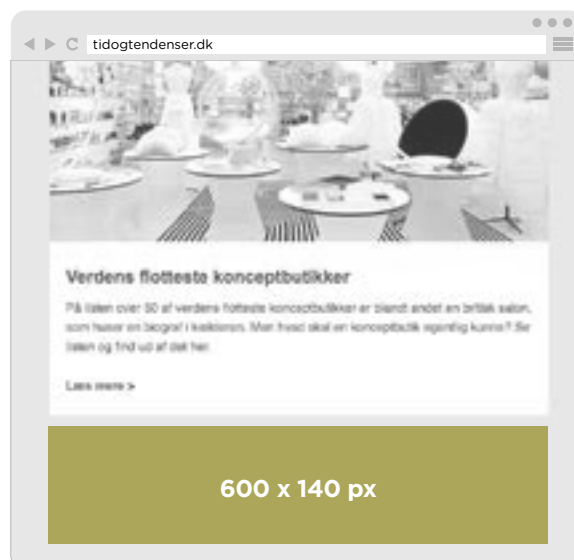 tidogtendenser.dk
Verdens flotteste konceptbutikker
På listen over 50 af verdens flotteste konceptbutikker er blandt andet en britisk salon,
som huser en biograf i kælderen. Men hvad skal en konceptbutik egentlig kunne? Se
listen og find ud af det her.
Læs mere >
600 x 140 px